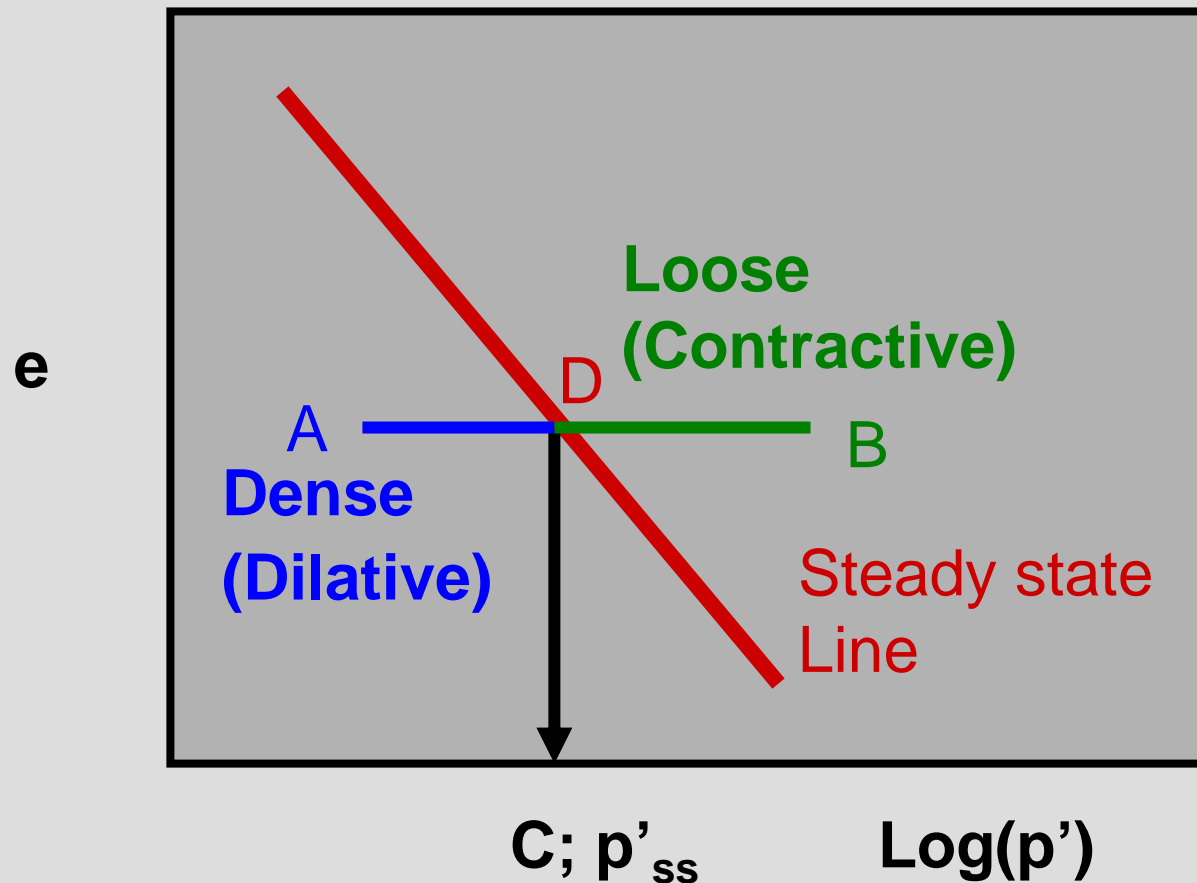 Loose
(Contractive)
e
D
A
B
Dense
(Dilative)
Steady state
Line
C; p’ss
Log(p’)